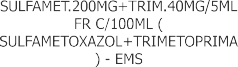 SULFAMET.200MG+TRIM.40MG/5ML
FR C/100ML (
SULFAMETOXAZOL+TRIMETOPRIMA
) - EMS